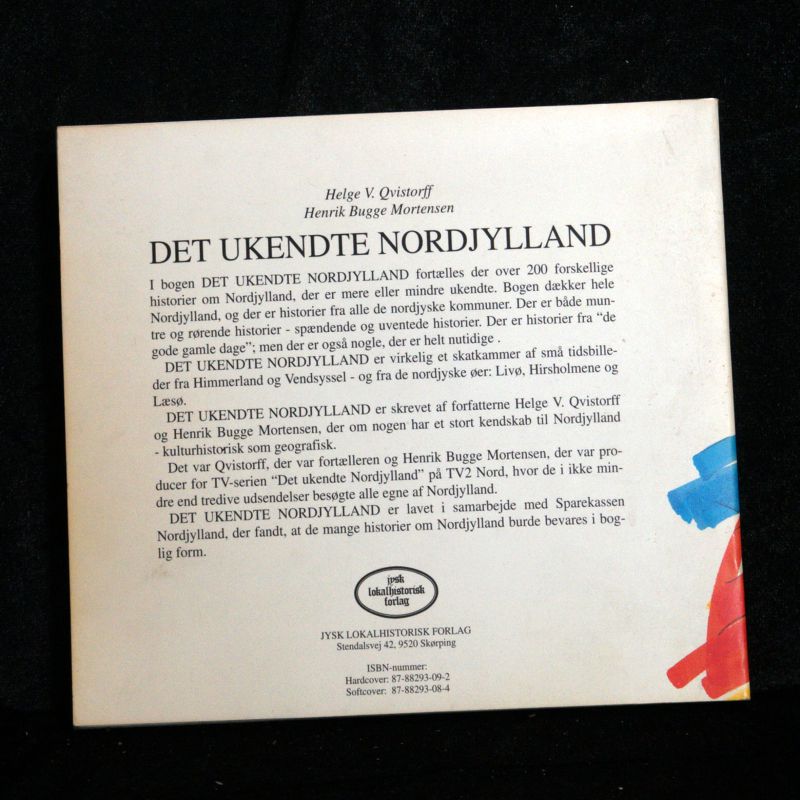 Helge V. Qvistorff
Henrik Bugge Mortensen
DET UKENDTE NORDJYLLAND
I bogen DET UKENDTE NORDJYLLAND fortælles der over 200 forskellige
historier om Nordjylland, der er mere eller mindre ukendte. Bogen dækker hele
Nordjylland, og der er historier fra alle de nordjyske kommuner. Der er både mun-
tre og rørende historier - spændende og uventede historier. Der er historier fra “de
gode gamle dage”; men der er også nogle, der er helt nutidige .
DET UKENDTE NORDJYLLAND er virkelig et skatkammer af små tidsbille-
der fra Himmerland og Vendsyssel - og fra de nordjyske øer: Livø, Hirsholmene og
Læsø.
DET UKENDTE NORDJYLLAND er skrevet af forfatterne Helge V. Qvistorff
og Henrik Bugge Mortensen, der om nogen har et stort kendskab til Nordjylland
- kulturhistorisk som geografisk.
Det var Qvistorff, der var fortælleren og Henrik Bugge Mortensen, der var pro-
ducer for TV-serien “Det ukendte Nordjylland” på TV2 Nord, hvor de i ikke min-
dre end tredive udsendelser besøgte alle egne af Nordjylland.
DET UKENDTE NORDJYLLAND er lavet i samarbejde med Sparekassen
Nordjylland, der fandt, at de mange historier om Nordjylland burde bevares i bog-
lig form.
jysk
lokalhistorisk
forlag
JYSK LOKALHISTORISK FORLAG
Stendalsvej 42, 9520 Skørping
ISBN-nummer:
Hardcover: 87-88293-09-2
Softcover: 87-88293-08-4